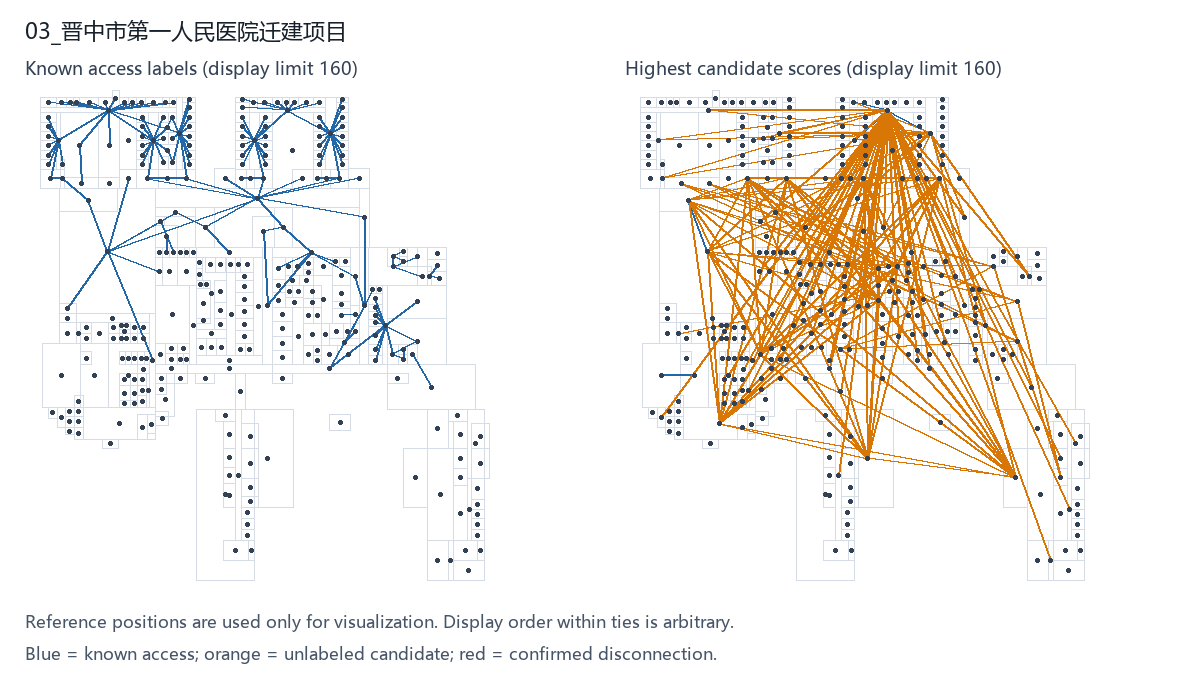 03_晋中市第一人民医院迁建项目
Known access labels (display limit 160)
Highest candidate scores (display limit 160)
Reference positions are used only for visualization. Display order within ties is arbitrary.
Blue = known access; orange = unlabeled candidate; red = confirmed disconnection.